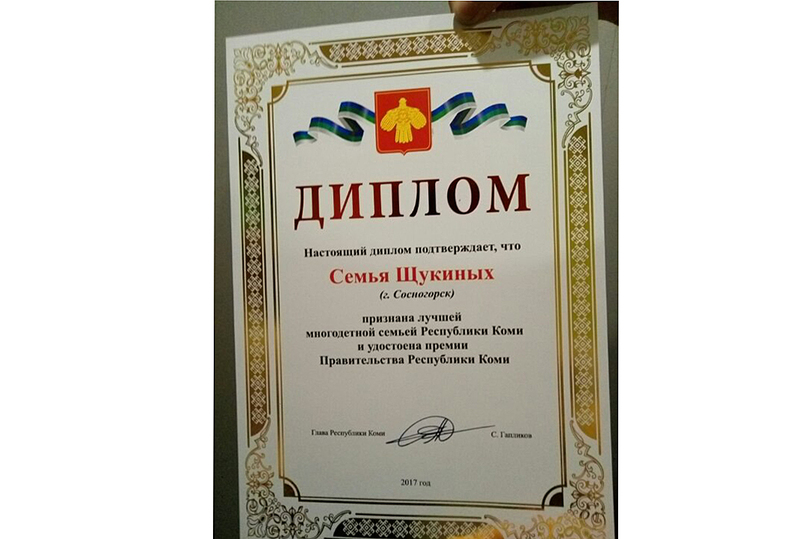 ДИПЛОМ
Настоящий диплом подтверждает, что
Семья Щукиных
(г. Сосногорск)
признана лучшей
многодетной семьей Республики Коми
и удостоена премии
Правительства Республики Коми
Глава Республики Коми С. Гапликов
2017 год